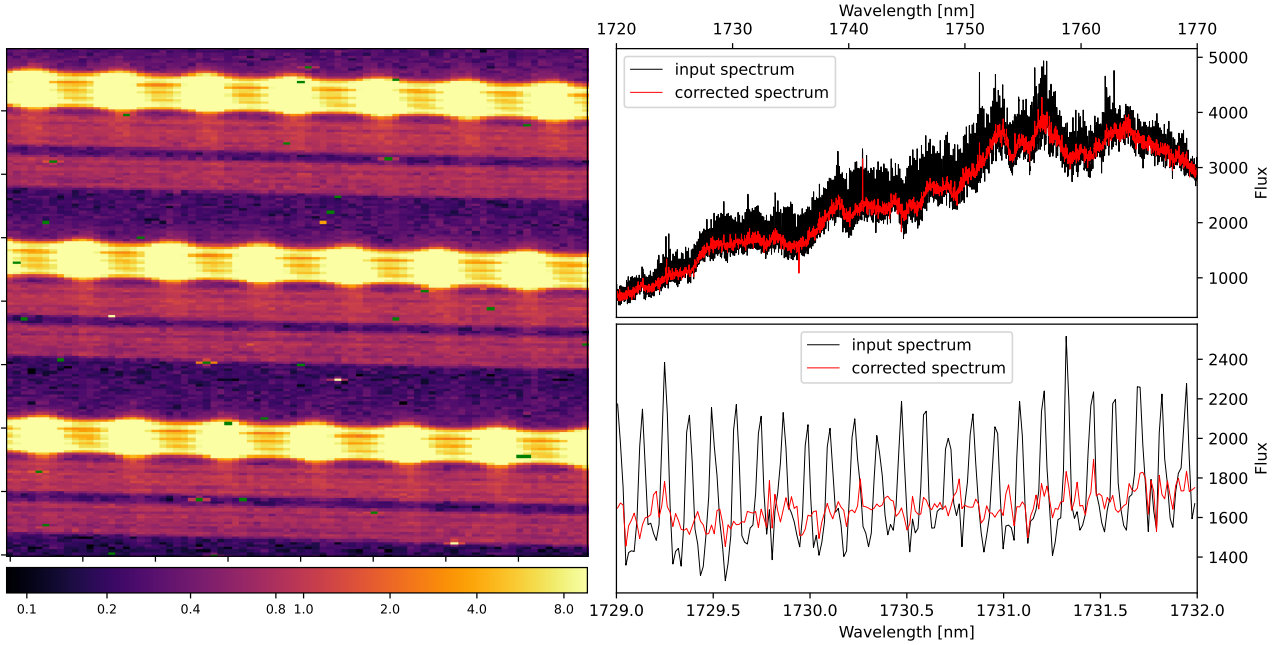 Wavelength [nm]
1720 1730 1740 1750 1760 1770
input spectrum
corrected spectrum
5000
4000
3000
2000
1000
Flux
input spectrum
corrected spectrum
2400
2200
2000
1800
1600
1400
Flux
0.1 0.2 0.4 0.8 1.0 2.0 4.0 8.0
1729.0 1729.5 1730.0 1730.5 1731.0 1731.5 1732.0
Wavelength [nm]